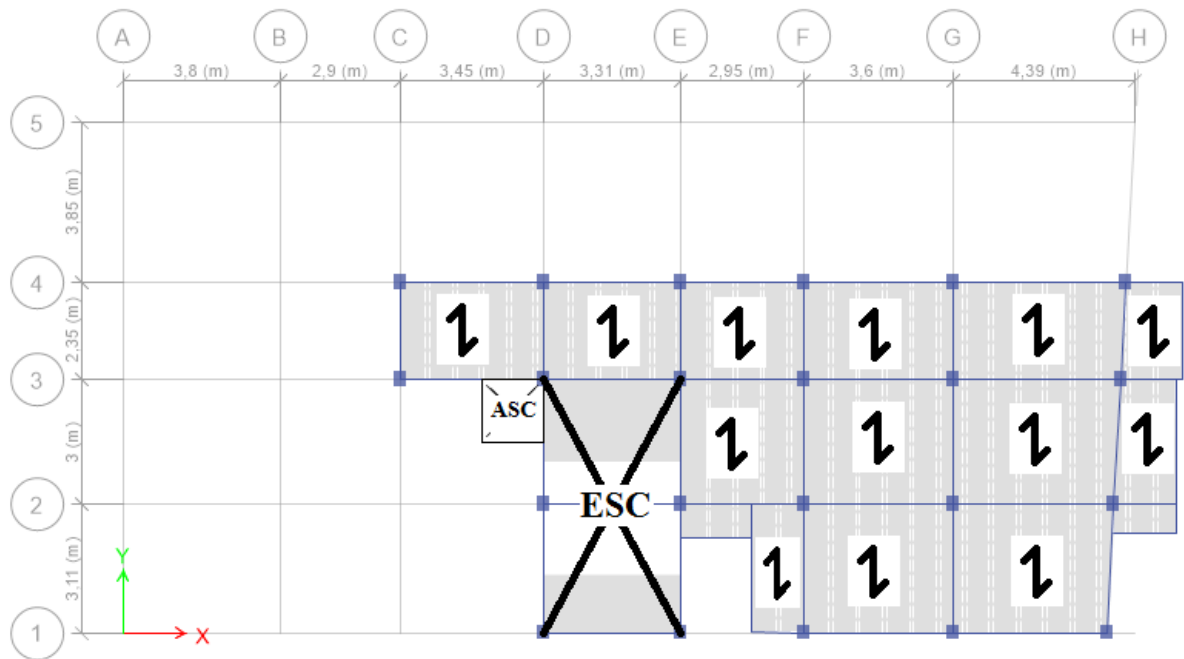 A B C D E F G H
3,8 (m) 2,9 (m) 3,45 (m) 3,31 (m) 2,95 (m) 3,6 (m) 4,39 (m)
5
3,85 (m)
4
2,35 (m)
3
ASC
3 (m)
2
ESC
3,11 (m)
Y
1
X